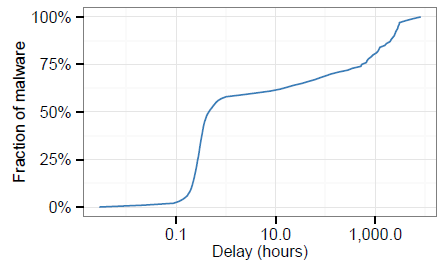 Fraction of malware
100%
75%
50%
25%
0%
0.1 10.0 1,000.0
Delay (hours)